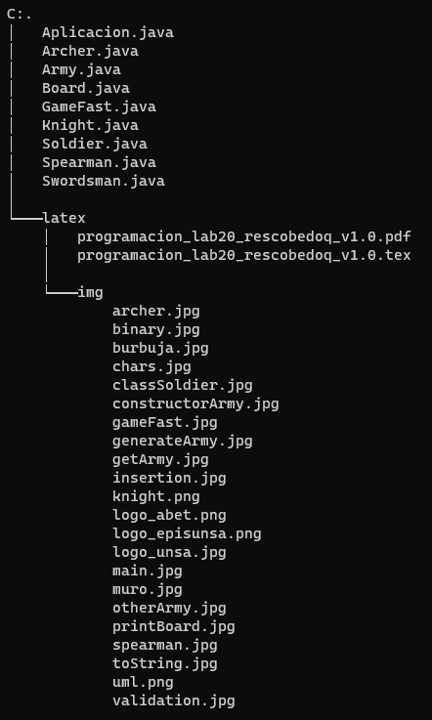 C:.
│   Aplicacion.java
│   Archer.java
│   Army.java
│   Board.java
│   GameFast.java
│   Knight.java
│   Soldier.java
│   Spearman.java
│   Swordsman.java
│
└───latex
    │   programacion_lab20_rescobedoq_v1.0.pdf
    │   programacion_lab20_rescobedoq_v1.0.tex
    │
    └───img
            archer.jpg
            binary.jpg
            burbuja.jpg
            chars.jpg
            classSoldier.jpg
            constructorArmy.jpg
            gameFast.jpg
            generateArmy.jpg
            getArmy.jpg
            insertion.jpg
            knight.png
            logo_abet.png
            logo_episunsa.png
            logo_unsa.jpg
            main.jpg
            muro.jpg
            otherArmy.jpg
            printBoard.jpg
            spearman.jpg
            toString.jpg
            uml.png
            validation.jpg